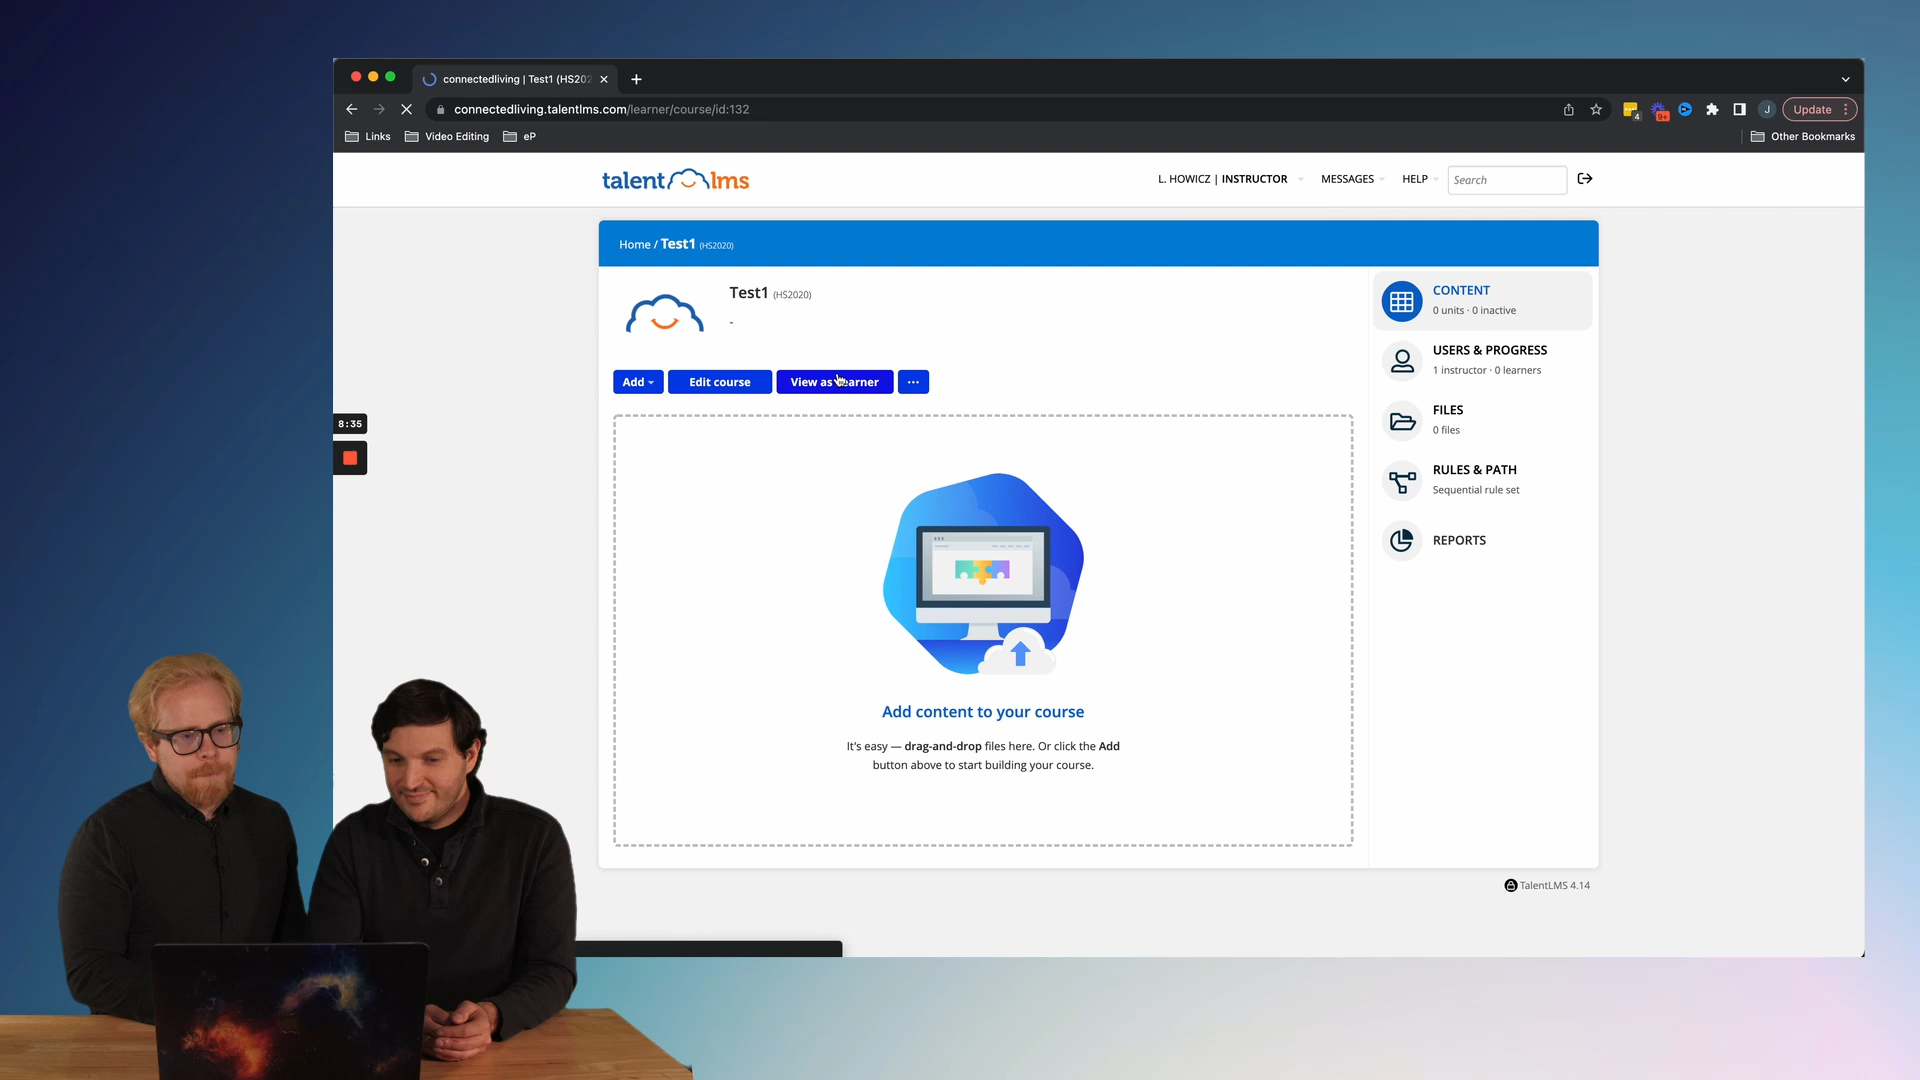 connectedliving | Test1 (HS202
connectedliving.talentlms.com/learner/course/id:132
4
9+
J
Update
Links
Video Editing
eP
Other Bookmarks
talentlms
L. HOWICZ | INSTRUCTOR
MESSAGES
HELP
Search
Home / Test1 (HS2020)
Test1 (HS2020)
-
Add
Edit course
View as learner
...
8:35
Add content to your course
It's easy — drag-and-drop files here. Or click the Add
button above to start building your course.
CONTENT
0 units · 0 inactive
USERS & PROGRESS
1 instructor · 0 learners
FILES
0 files
RULES & PATH
Sequential rule set
REPORTS
TalentLMS 4.14